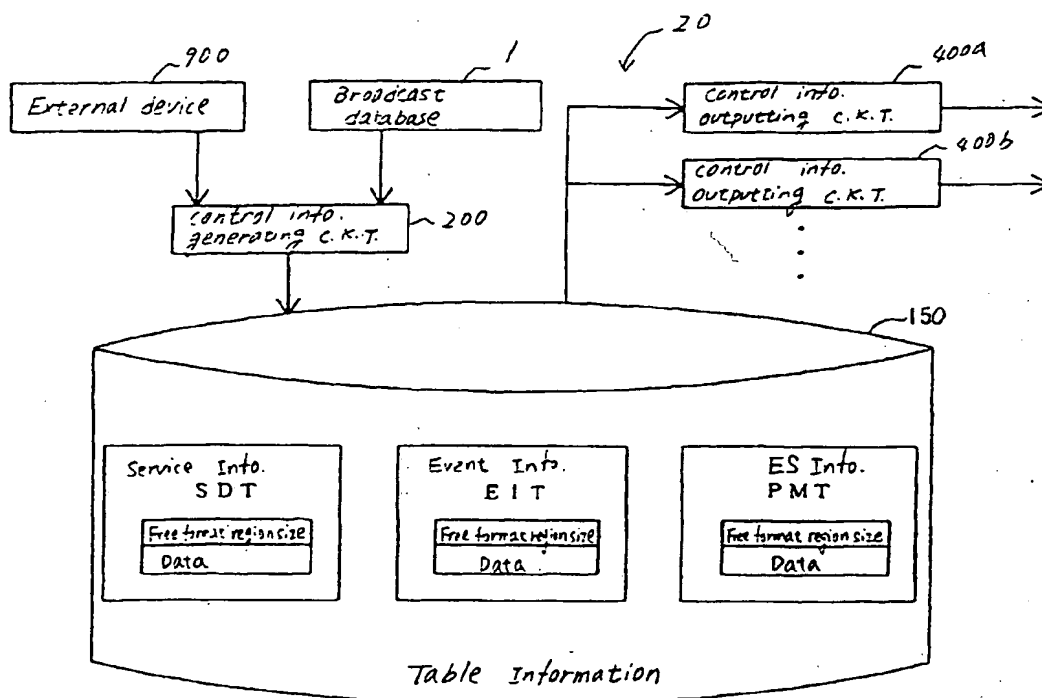 900
External device
1
Broadcast
database
20
400a
Control info.
outputting C.K.T.
400b
Control info.
outputting C.K.T.
Control info.
generating C.K.T.
200
150
Service Info.
SDT
Free format region size
Data
Event Info.
EIT
Free format region size
Data
ES Info.
PMT
Free format region size
Data
Table Information